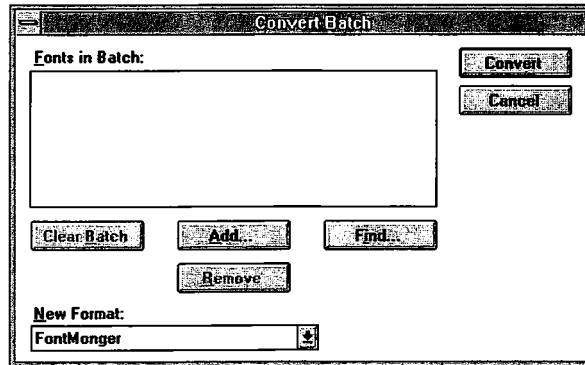 Convert Batch
Fonts in Batch:
Convert
Cancel
Clear Batch
Add...
Find...
Remove
New Format:
FontMonger